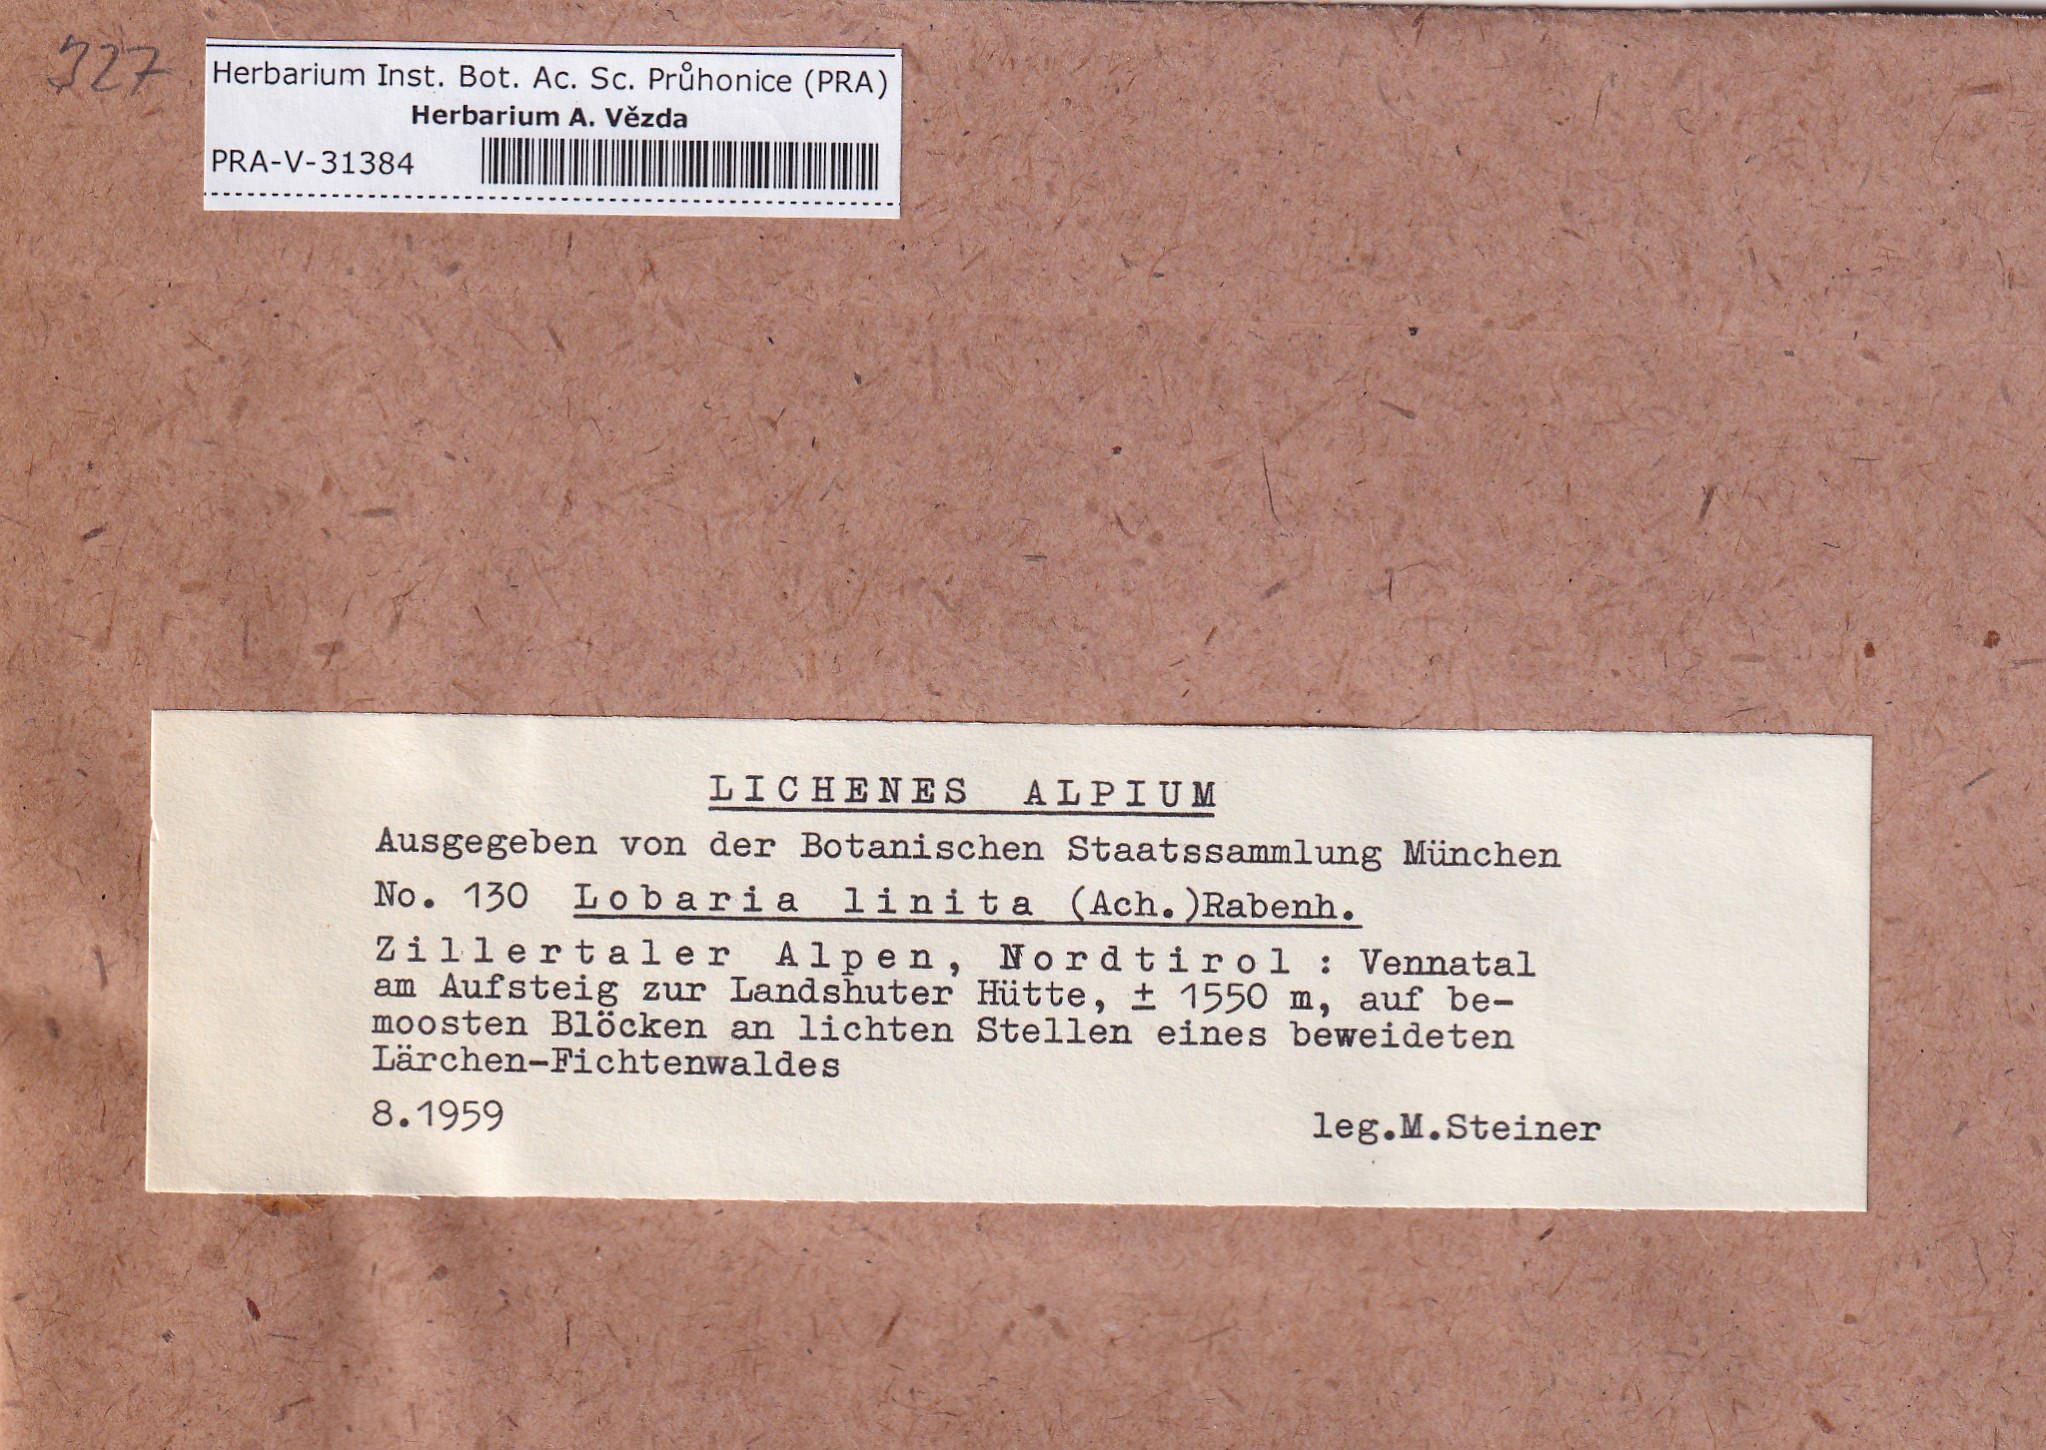 327
Herbarium Inst. Bot. Ac. Sc. Průhonice (PRA)
Herbarium A. Vězda
PRA-V-31384
LICHENES ALPIUM
Ausgegeben von der Botanischen Staatssammlung München
No. 130 Lobaria linita (Ach.)Rabenh.
Zillertaler Alpen, Nordtirol : Vennatal
am Aufsteig zur Landshuter Hütte, ± 1550 m, auf be-
moosten Blöcken an lichten Stellen eines beweideten
Lärchen-Fichtenwaldes
8.1959 leg.M.Steiner